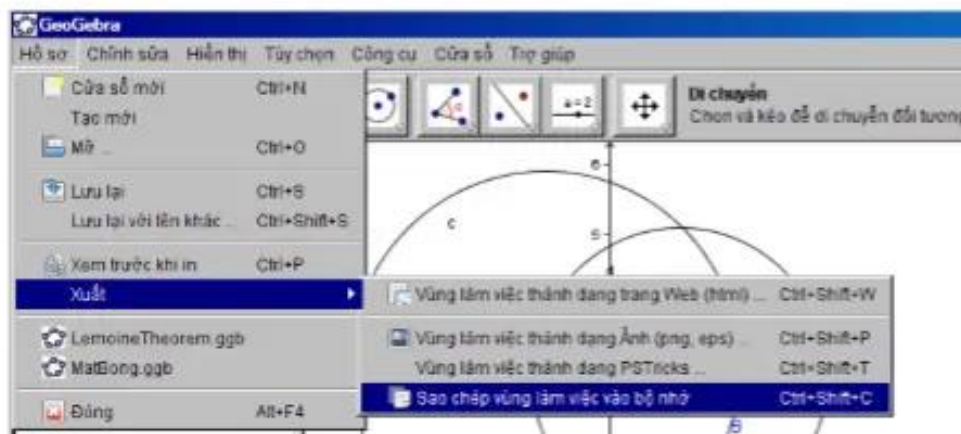 GeoGebra
Hồ sơ Chỉnh sửa Hiển thị Tùy chọn Công cụ Cửa sổ Trợ giúp
Cửa sổ mới Ctrl+N
Tạo mới
Mở ... Ctrl+O
Lưu lại Ctrl+S
Lưu lại với tên khác ... Ctrl+Shift+S
Xem trước khi in Ctrl+P
Xuất
LemoineTheorem.ggb
MatBong.ggb
Đóng Alt+F4
a=2
Di chuyển
Chọn và kéo để di chuyển đối tượng
6
c
5
4
Vùng làm việc thành dạng trang Web (html) ... Ctrl+Shift+W
Vùng làm việc thành dạng Ảnh (png, eps) ... Ctrl+Shift+P
Vùng làm việc thành dạng PSTricks ... Ctrl+Shift+T
Sao chép vùng làm việc vào bộ nhớ Ctrl+Shift+C
B